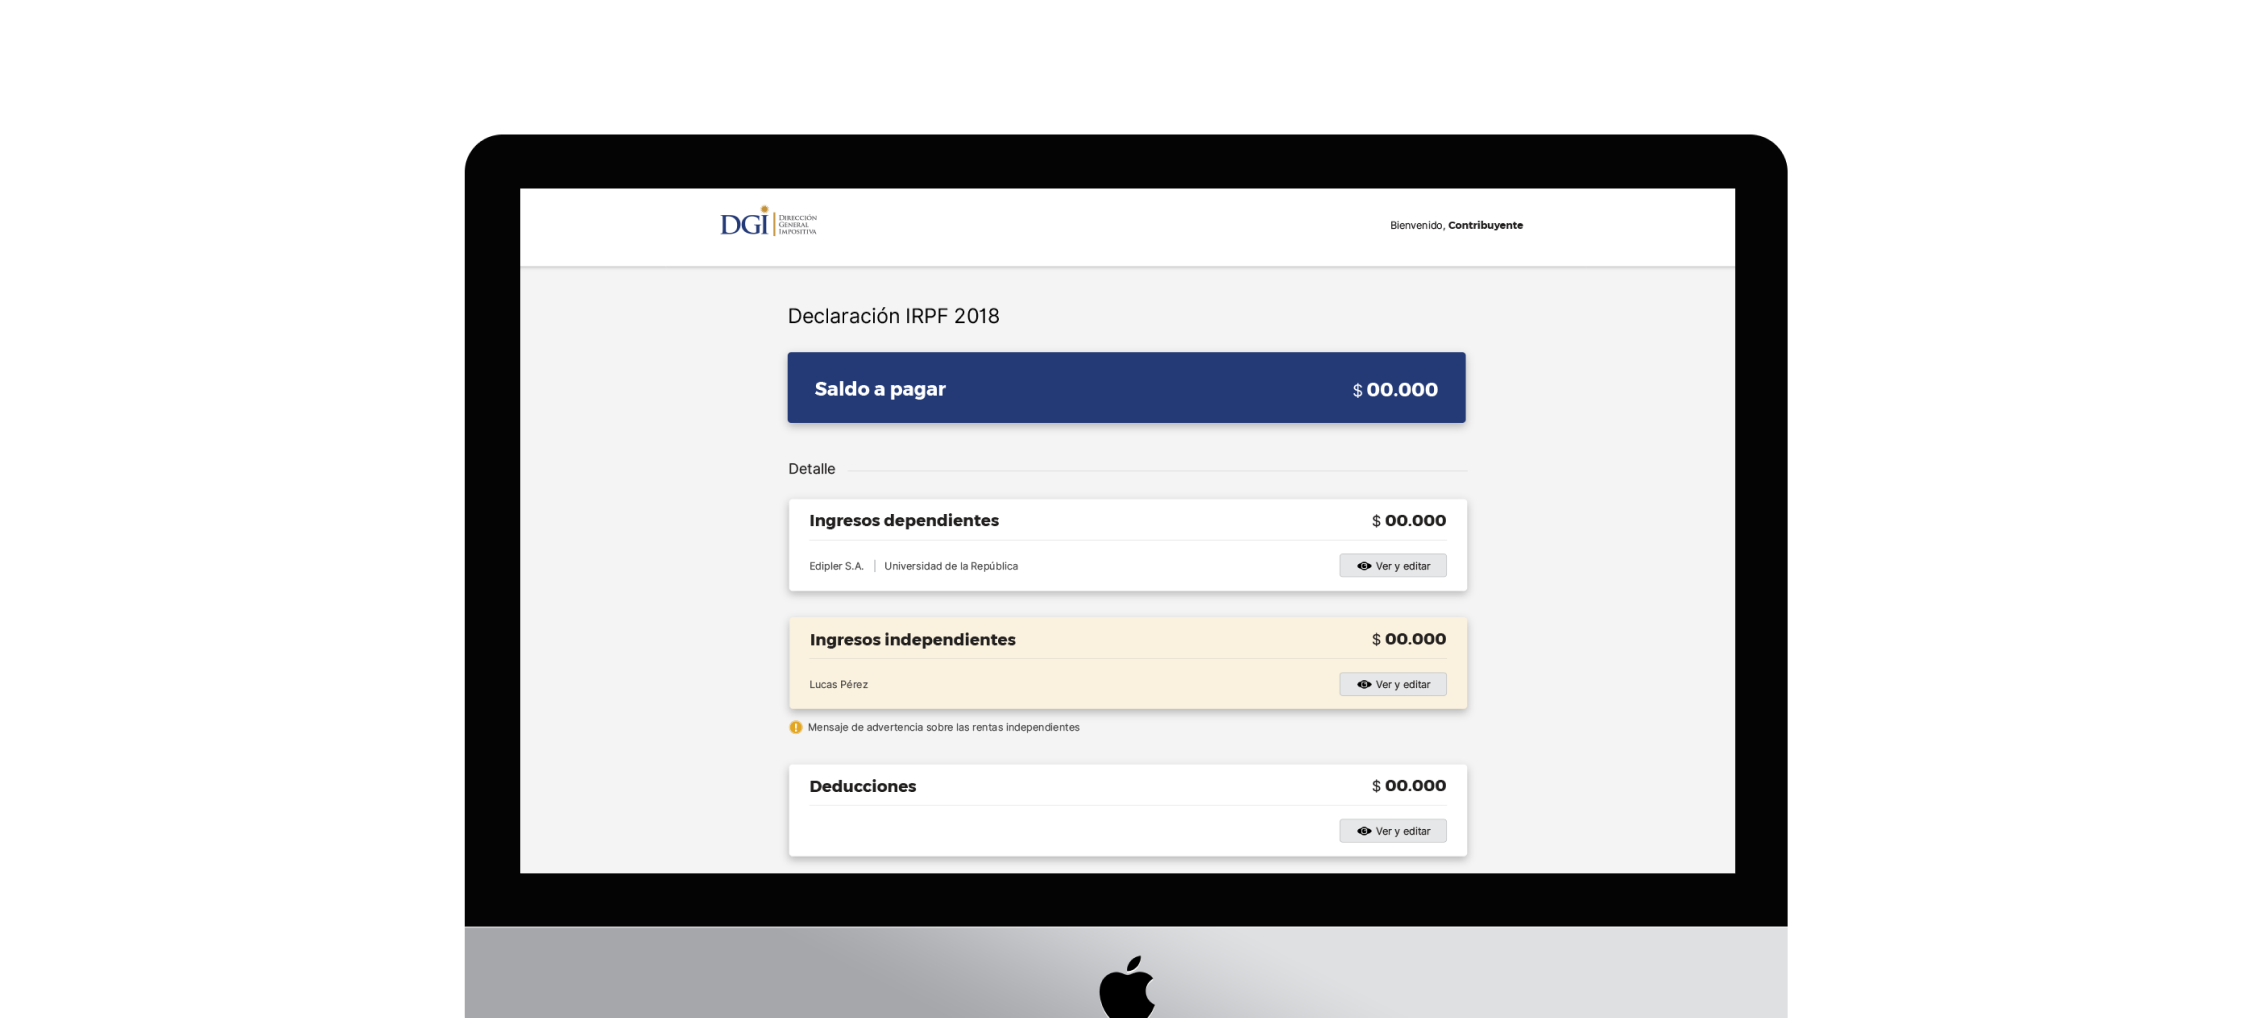 DGI
DIRECCIÓN
GENERAL
IMPOSITIVA
Bienvenido, Contribuyente
Declaración IRPF 2018
Saldo a pagar $ 00.000
Detalle
Ingresos dependientes $ 00.000
Edipler S.A. | Universidad de la República Ver y editar
Ingresos independientes $ 00.000
Lucas Pérez Ver y editar
! Mensaje de advertencia sobre las rentas independientes
Deducciones $ 00.000
Ver y editar